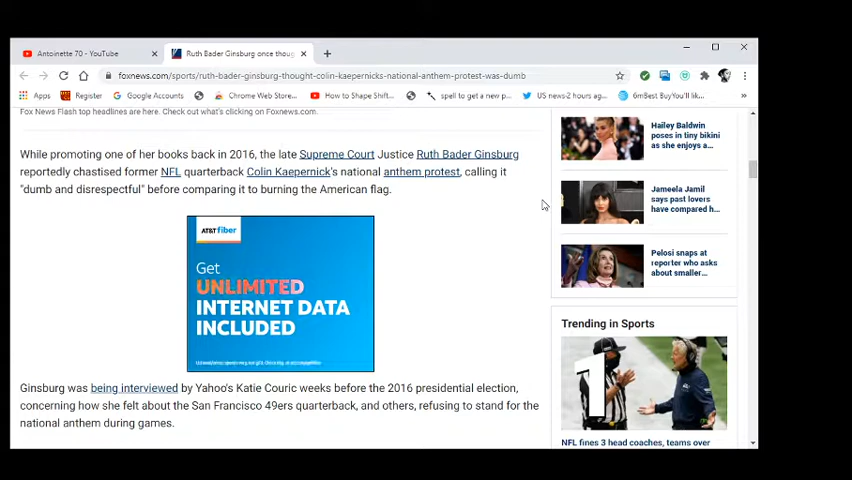 Antoinette 70 - YouTube
Ruth Bader Ginsburg once thoug
foxnews.com/sports/ruth-bader-ginsburg-thought-colin-kaepernicks-national-anthem-protest-was-dumb
Apps Register Google Accounts Chrome Web Store... How to Shape Shift... spell to get a new p... US news-2 hours ag... 6mBest BuyYou'll lik... »
Fox News Flash top headlines are here. Check out what's clicking on Foxnews.com.
While promoting one of her books back in 2016, the late Supreme Court Justice Ruth Bader Ginsburg
reportedly chastised former NFL quarterback Colin Kaepernick's national anthem protest, calling it
"dumb and disrespectful" before comparing it to burning the American flag.
AT&T fiber
Get
UNLIMITED
INTERNET DATA
INCLUDED
Ginsburg was being interviewed by Yahoo's Katie Couric weeks before the 2016 presidential election,
concerning how she felt about the San Francisco 49ers quarterback, and others, refusing to stand for the
national anthem during games.
Hailey Baldwin
poses in tiny bikini
as she enjoys a...
Jameela Jamil
says past lovers
have compared h...
Pelosi snaps at
reporter who asks
about smaller...
Trending in Sports
1
NFL fines 3 head coaches, teams over